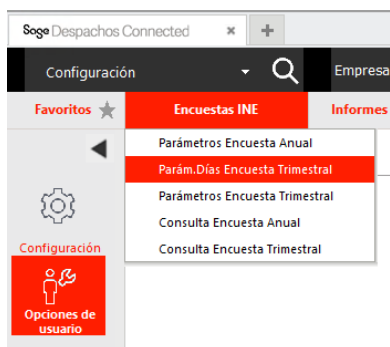 Sage Despachos Connected × +
Configuración Empresa
Favoritos Encuestas INE Informes
Parámetros Encuesta Anual
Parám.Días Encuesta Trimestral
Parámetros Encuesta Trimestral
Consulta Encuesta Anual
Consulta Encuesta Trimestral
Configuración
Opciones de
usuario